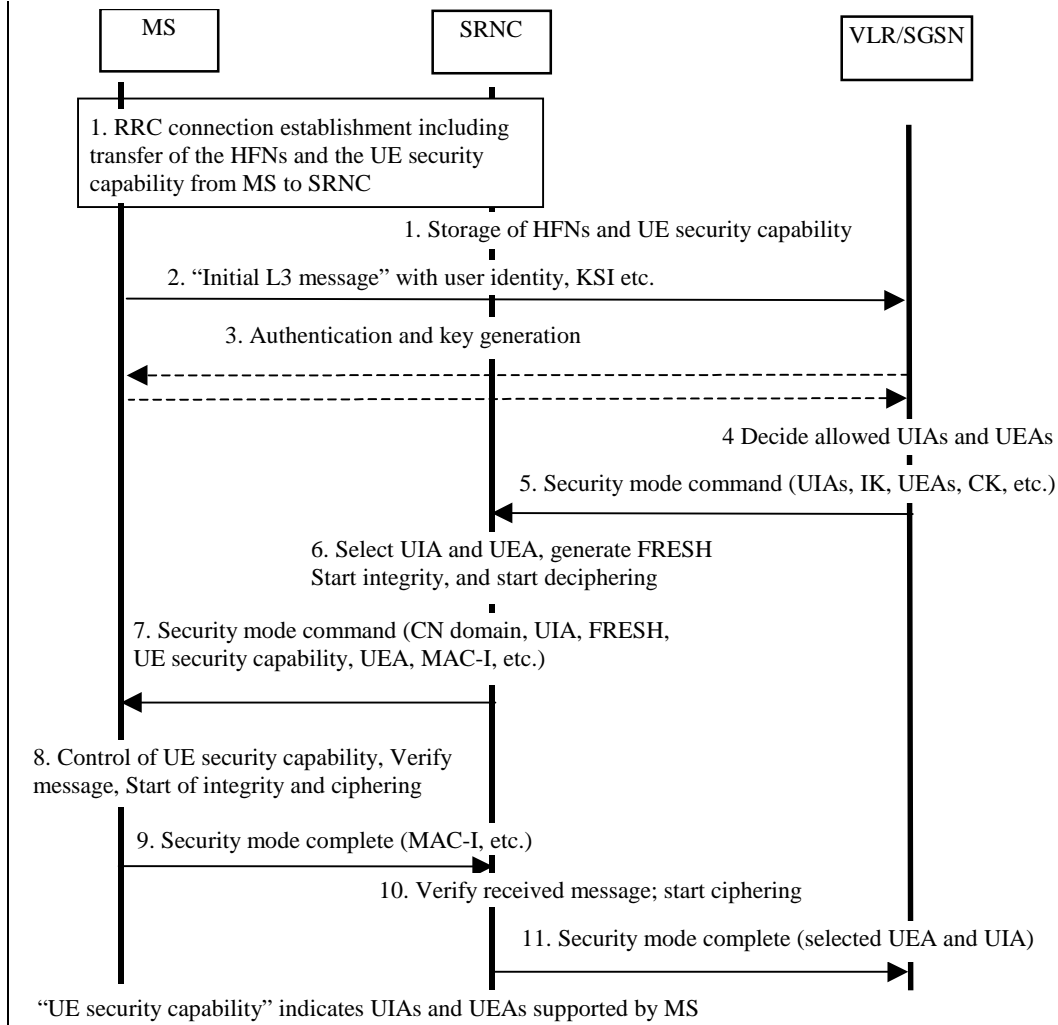 MS
SRNC
VLR/SGSN
1. RRC connection establishment including
transfer of the HFNs and the UE security
capability from MS to SRNC
1. Storage of HFNs and UE security capability
2. “Initial L3 message” with user identity, KSI etc.
3. Authentication and key generation
4 Decide allowed UIAs and UEAs
5. Security mode command (UIAs, IK, UEAs, CK, etc.)
6. Select UIA and UEA, generate FRESH
Start integrity, and start deciphering
7. Security mode command (CN domain, UIA, FRESH,
UE security capability, UEA, MAC-I, etc.)
8. Control of UE security capability, Verify
message, Start of integrity and ciphering
9. Security mode complete (MAC-I, etc.)
10. Verify received message; start ciphering
11. Security mode complete (selected UEA and UIA)
“UE security capability” indicates UIAs and UEAs supported by MS